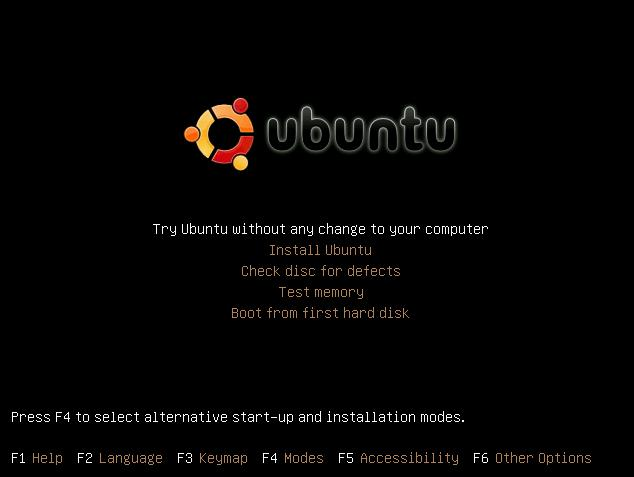 ubuntu
Try Ubuntu without any change to your computer
Install Ubuntu
Check disc for defects
Test memory
Boot from first hard disk
Press F4 to select alternative start-up and installation modes.
F1 Help F2 Language F3 Keymap F4 Modes F5 Accessibility F6 Other Options